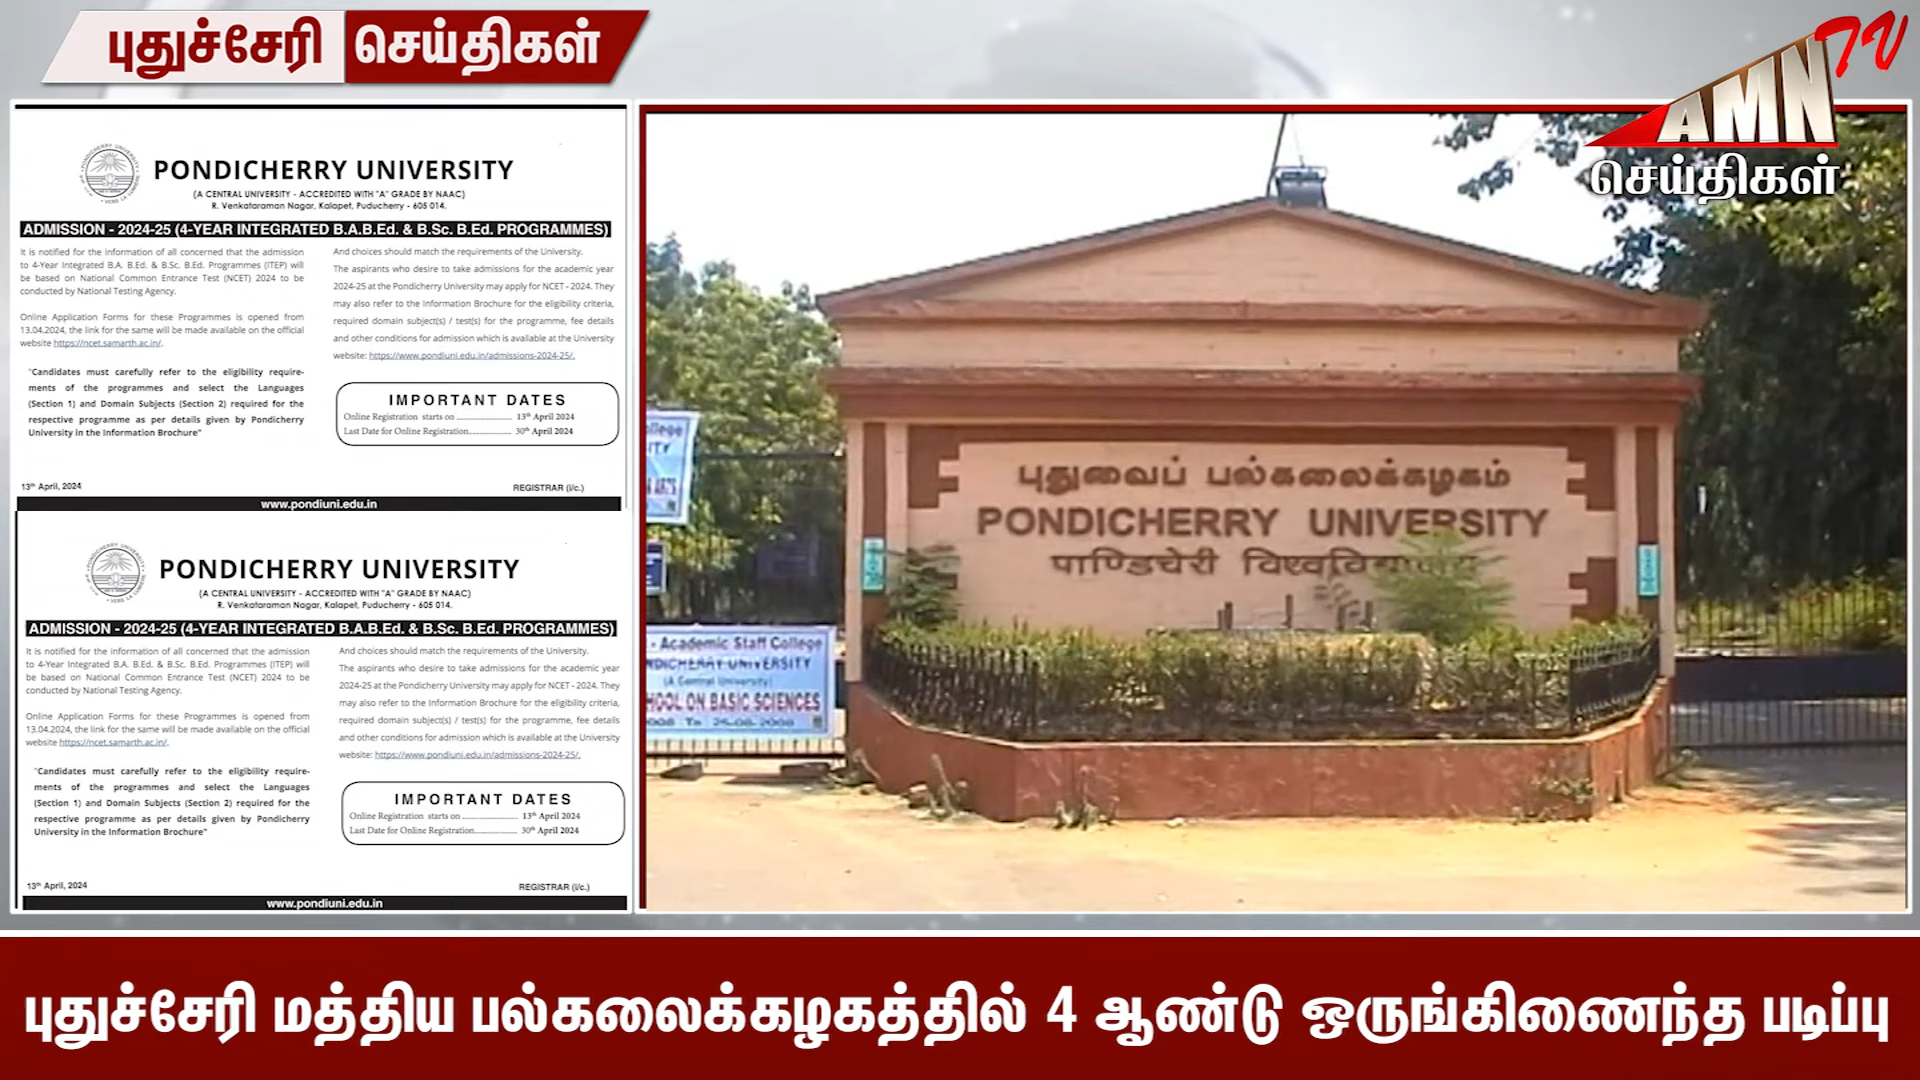 புதுச்சேரி செய்திகள்
AMN TV
செய்திகள்
PONDICHERRY UNIVERSITY
(A CENTRAL UNIVERSITY - ACCREDITED WITH "A" GRADE BY NAAC)
R. Venkataraman Nagar, Kalapet, Puducherry - 605 014.
ADMISSION - 2024-25 (4-YEAR INTEGRATED B.A.B.Ed. & B.Sc. B.Ed. PROGRAMMES)
It is notified for the information of all concerned that the admission
to 4-Year Integrated B.A. B.Ed. & B.Sc. B.Ed. Programmes (ITEP) will
be based on National Common Entrance Test (NCET) 2024 to be
conducted by National Testing Agency.
Online Application Forms for these Programmes is opened from
13.04.2024, the link for the same will be made available on the official
website https://ncet.samarth.ac.in/.
"Candidates must carefully refer to the eligibility require-
ments of the programmes and select the Languages
(Section 1) and Domain Subjects (Section 2) required for the
respective programme as per details given by Pondicherry
University in the Information Brochure"
And choices should match the requirements of the University.
The aspirants who desire to take admissions for the academic year
2024-25 at the Pondicherry University may apply for NCET - 2024. They
may also refer to the Information Brochure for the eligibility criteria,
required domain subject(s) / test(s) for the programme, fee details
and other conditions for admission which is available at the University
website: https://www.pondiuni.edu.in/admissions-2024-25/.
IMPORTANT DATES
Online Registration starts on ........................ 13th April 2024
Last Date for Online Registration.................. 30th April 2024
13th April, 2024
REGISTRAR (i/c.)
www.pondiuni.edu.in
PONDICHERRY UNIVERSITY
(A CENTRAL UNIVERSITY - ACCREDITED WITH "A" GRADE BY NAAC)
R. Venkataraman Nagar, Kalapet, Puducherry - 605 014.
ADMISSION - 2024-25 (4-YEAR INTEGRATED B.A.B.Ed. & B.Sc. B.Ed. PROGRAMMES)
It is notified for the information of all concerned that the admission
to 4-Year Integrated B.A. B.Ed. & B.Sc. B.Ed. Programmes (ITEP) will
be based on National Common Entrance Test (NCET) 2024 to be
conducted by National Testing Agency.
Online Application Forms for these Programmes is opened from
13.04.2024, the link for the same will be made available on the official
website https://ncet.samarth.ac.in/.
"Candidates must carefully refer to the eligibility require-
ments of the programmes and select the Languages
(Section 1) and Domain Subjects (Section 2) required for the
respective programme as per details given by Pondicherry
University in the Information Brochure"
And choices should match the requirements of the University.
The aspirants who desire to take admissions for the academic year
2024-25 at the Pondicherry University may apply for NCET - 2024. They
may also refer to the Information Brochure for the eligibility criteria,
required domain subject(s) / test(s) for the programme, fee details
and other conditions for admission which is available at the University
website: https://www.pondiuni.edu.in/admissions-2024-25/.
IMPORTANT DATES
Online Registration starts on ........................ 13th April 2024
Last Date for Online Registration.................. 30th April 2024
13th April, 2024
REGISTRAR (i/c.)
www.pondiuni.edu.in
புதுவைப் பல்கலைக்கழகம்
PONDICHERRY UNIVERSITY
पाण्डिचेरी
- Academic Staff College
UNIVERSITY
(A Central University)
ON BASIC SCIENCES
புதுச்சேரி மத்திய பல்கலைக்கழகத்தில் 4 ஆண்டு ஒருங்கிணைந்த படிப்பு